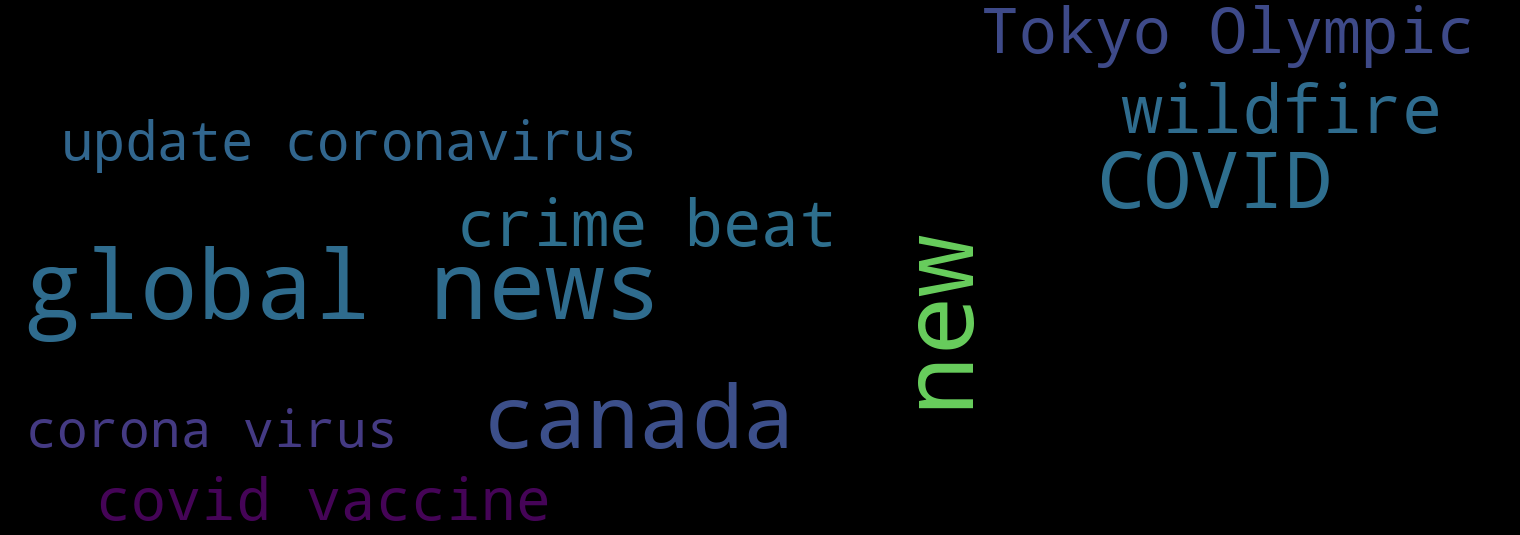 Tokyo Olympic
wildfire
update coronavirus
COVID
crime beat
global news
new
canada
corona virus
covid vaccine